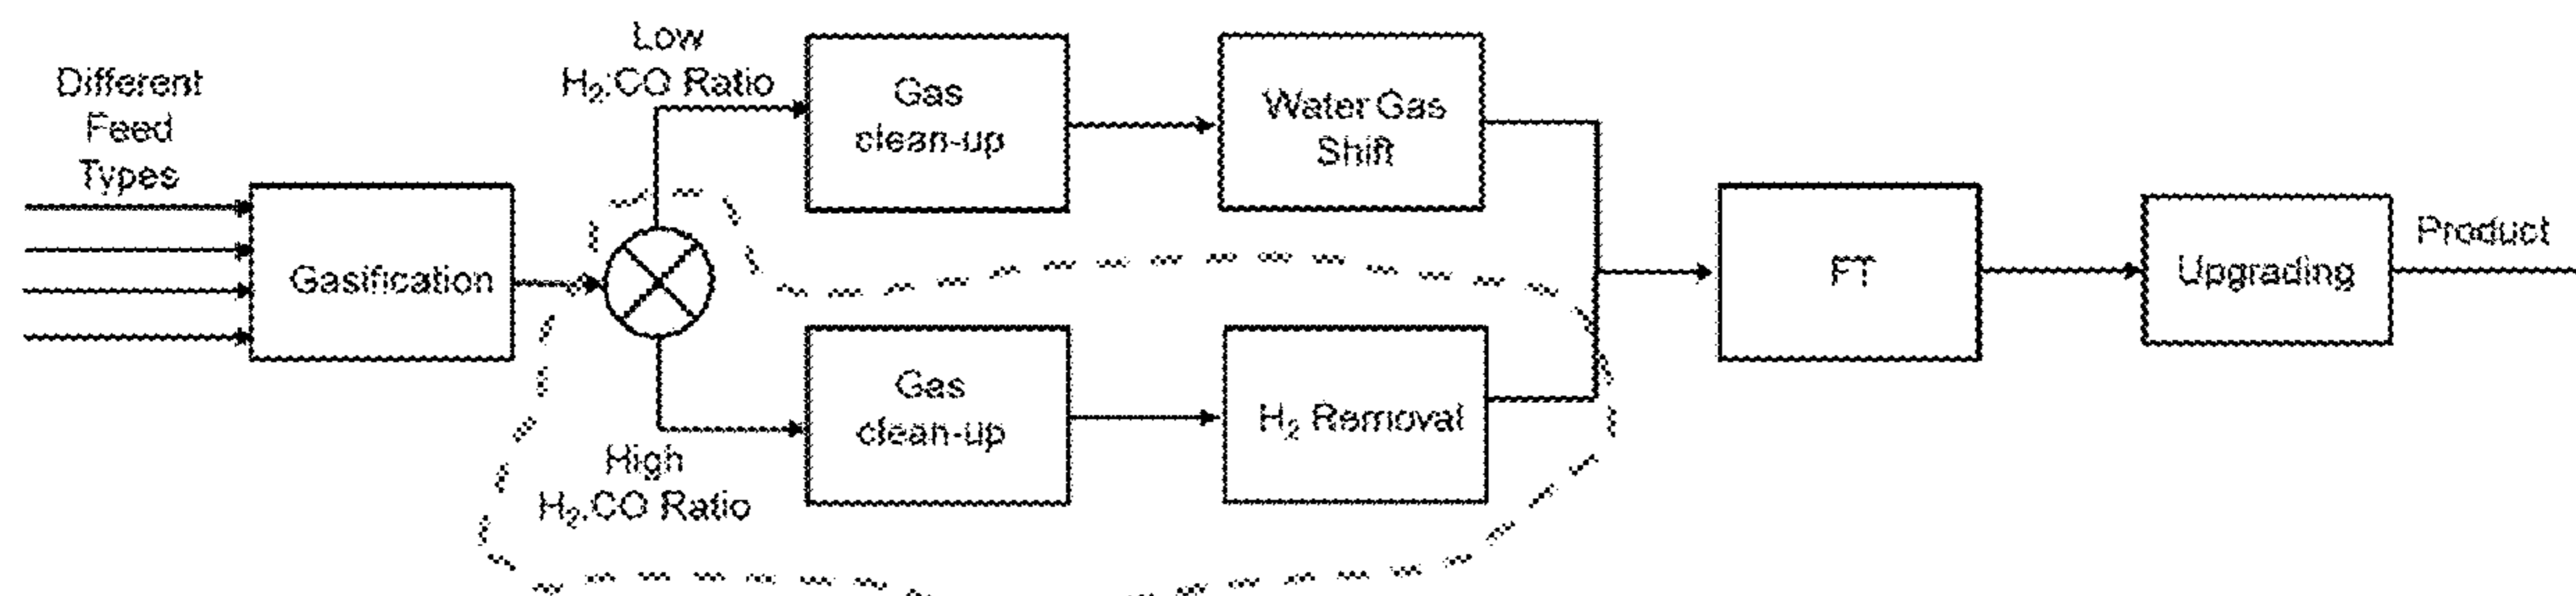 Different
Feed
Types
Gasification
Low
H₂:CO Ratio
Gas
clean-up
Water Gas
Shift
High
H₂:CO Ratio
Gas
clean-up
H₂ Removal
FT
Upgrading
Product